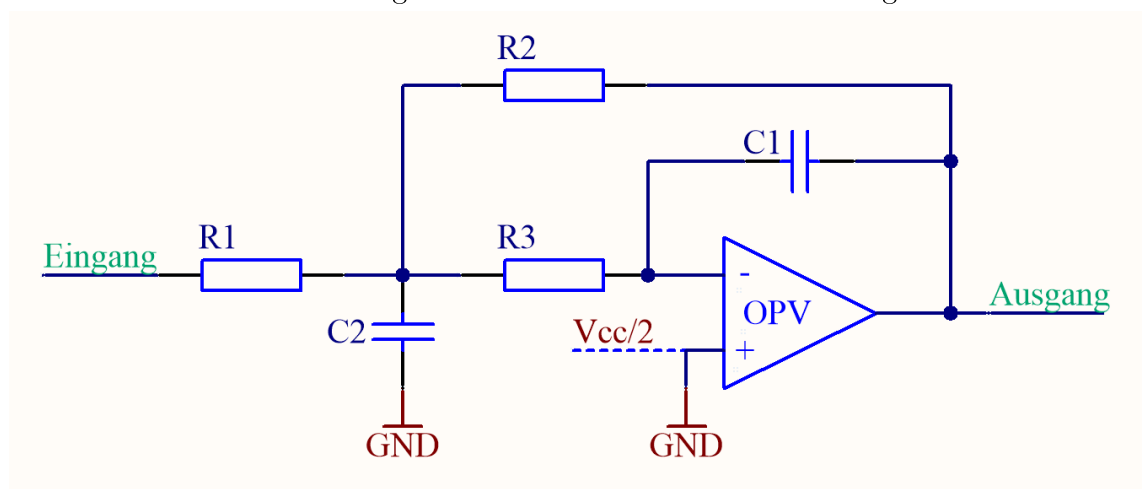 R2
C1
R1
R3
Eingang
-
Ausgang
OPV
C2
Vcc/2
+
GND
GND